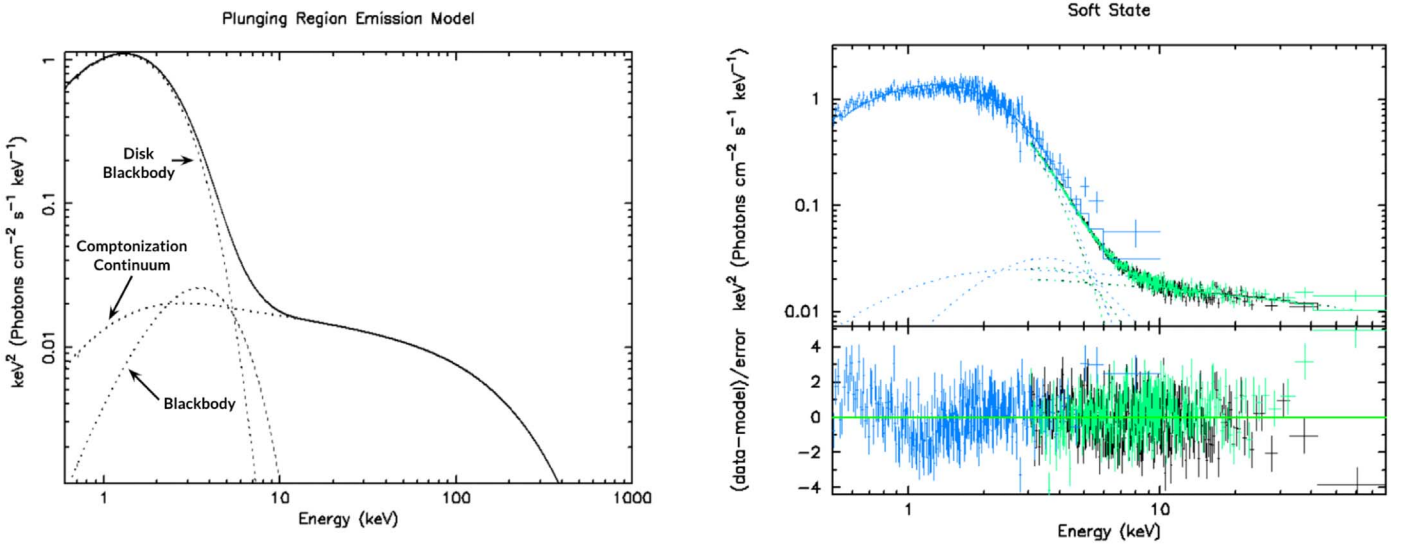 Plunging Region Emission Model
keV² (Photons cm⁻² s⁻¹ keV⁻¹)
1
0.1
0.01
Disk
Blackbody
Comptonization
Continuum
Blackbody
1
10
100
1000
Energy (keV)
Soft State
keV² (Photons cm⁻² s⁻¹ keV⁻¹)
1
0.1
0.01
(data−model)/error
4
2
0
−2
−4
1
10
Energy (keV)